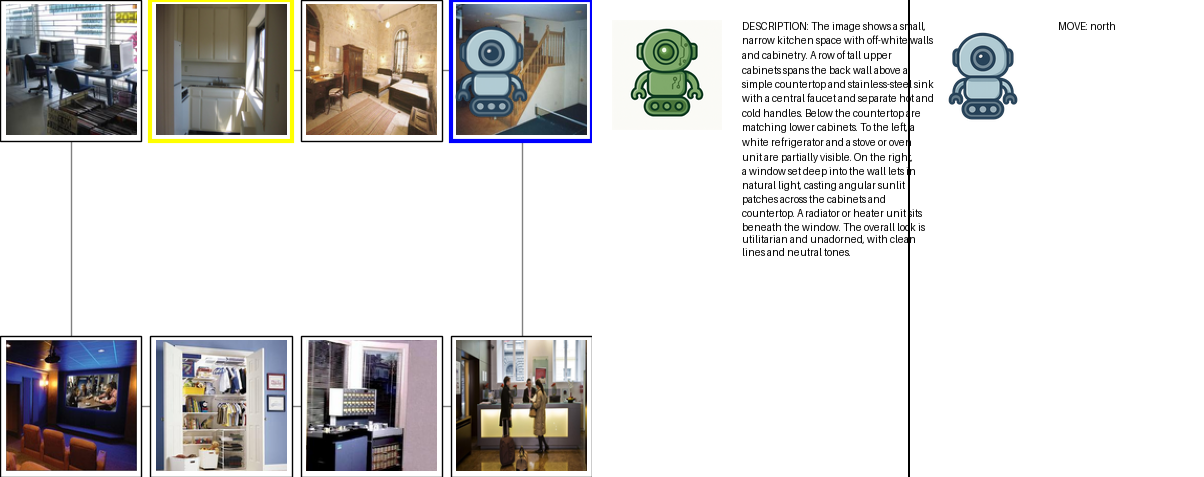 DESCRIPTION: The image shows a small,
narrow kitchen space with off-white walls
and cabinetry. A row of tall upper
cabinets spans the back wall above a
simple countertop and stainless-steel sink
with a central faucet and separate hot and
cold handles. Below the countertop are
matching lower cabinets. To the left, a
white refrigerator and a stove or oven
unit are partially visible. On the right,
a window set deep into the wall lets in
natural light, casting angular sunlit
patches across the cabinets and
countertop. A radiator or heater unit sits
beneath the window. The overall look is
utilitarian and unadorned, with clean
lines and neutral tones.
MOVE: north